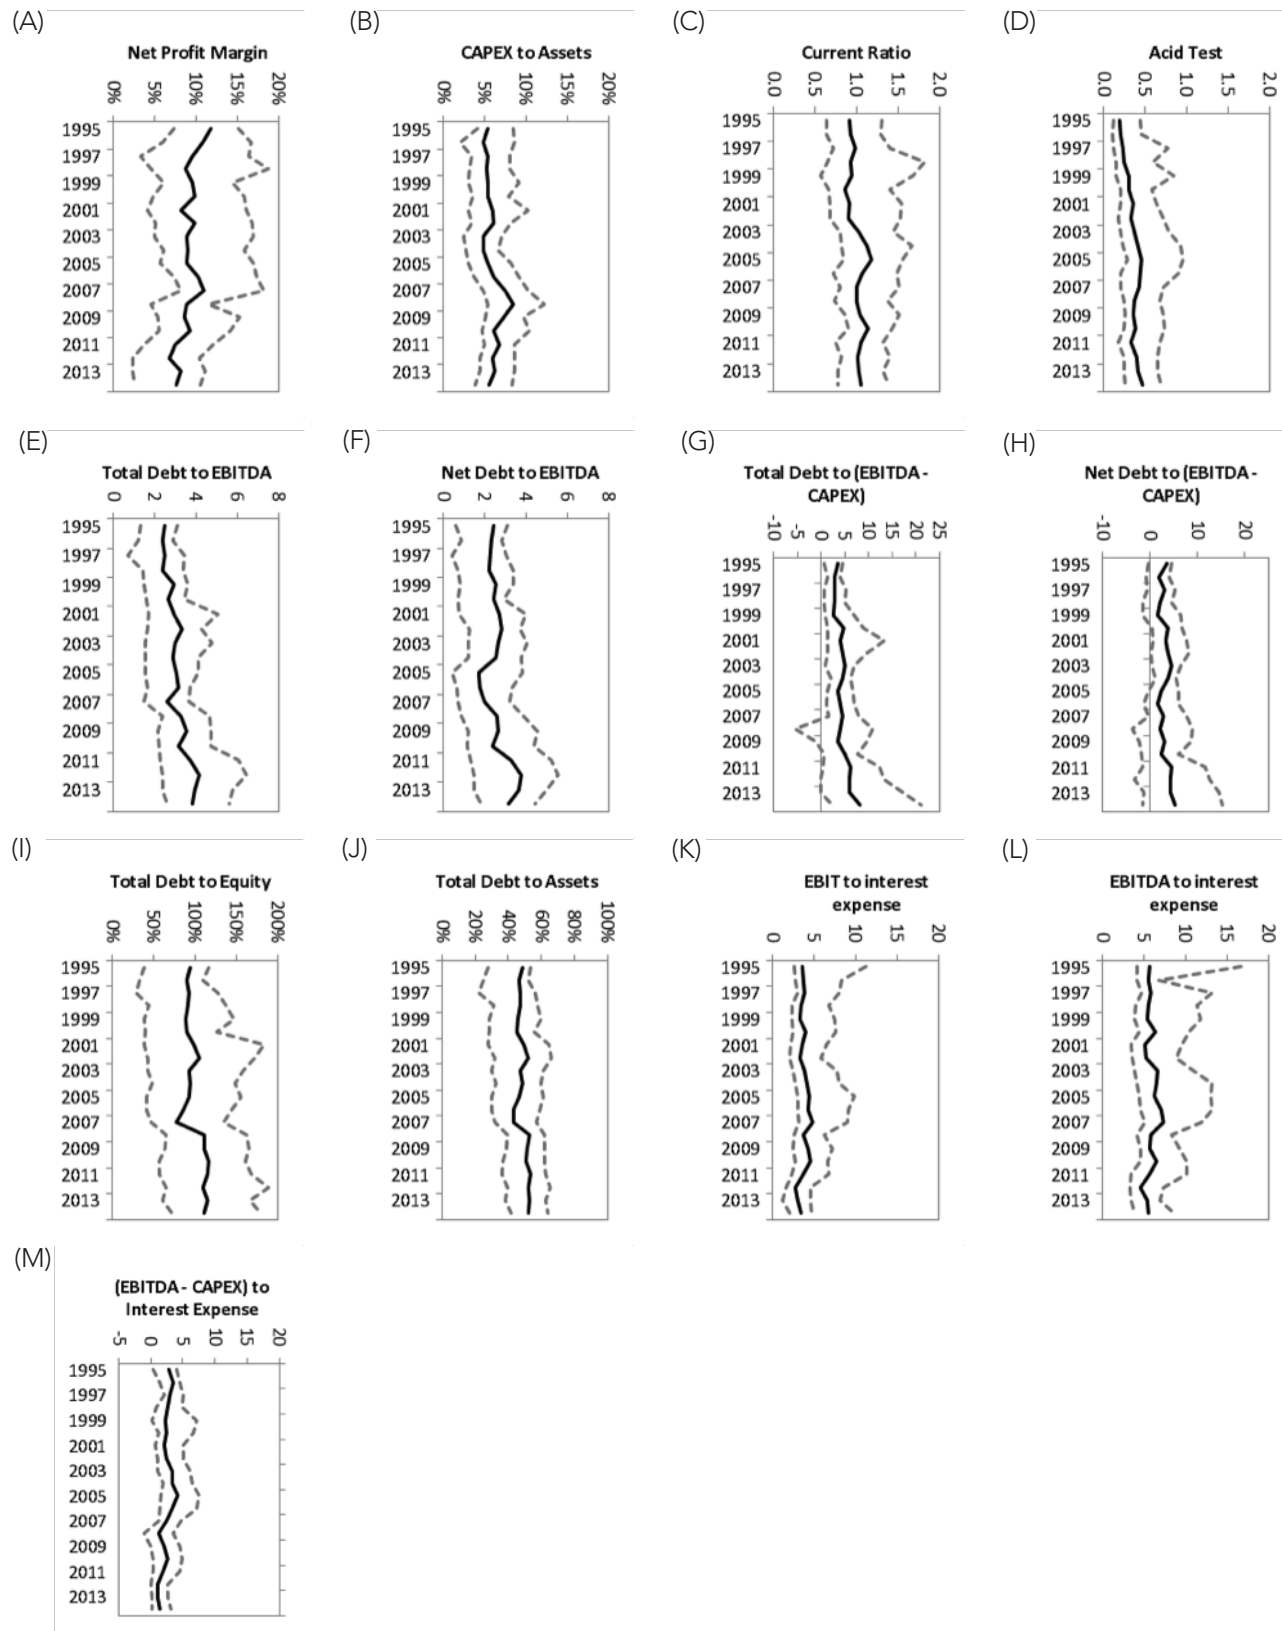 (A)
Net Profit Margin
0% 5% 10% 15% 20%
1995
1997
1999
2001
2003
2005
2007
2009
2011
2013
(B)
CAPEX to Assets
0% 5% 10% 15% 20%
1995
1997
1999
2001
2003
2005
2007
2009
2011
2013
(C)
Current Ratio
0.0 0.5 1.0 1.5 2.0
1995
1997
1999
2001
2003
2005
2007
2009
2011
2013
(D)
Acid Test
0.0 0.5 1.0 1.5 2.0
1995
1997
1999
2001
2003
2005
2007
2009
2011
2013
(E)
Total Debt to EBITDA
0 2 4 6 8
1995
1997
1999
2001
2003
2005
2007
2009
2011
2013
(F)
Net Debt to EBITDA
0 2 4 6 8
1995
1997
1999
2001
2003
2005
2007
2009
2011
2013
(G)
Total Debt to (EBITDA -
CAPEX)
-10 -5 0 5 10 15 20 25
1995
1997
1999
2001
2003
2005
2007
2009
2011
2013
(H)
Net Debt to (EBITDA -
CAPEX)
-10 0 10 20
1995
1997
1999
2001
2003
2005
2007
2009
2011
2013
(I)
Total Debt to Equity
0% 50% 100% 150% 200%
1995
1997
1999
2001
2003
2005
2007
2009
2011
2013
(J)
Total Debt to Assets
0% 20% 40% 60% 80% 100%
1995
1997
1999
2001
2003
2005
2007
2009
2011
2013
(K)
EBIT to interest
expense
0 5 10 15 20
1995
1997
1999
2001
2003
2005
2007
2009
2011
2013
(L)
EBITDA to interest
expense
0 5 10 15 20
1995
1997
1999
2001
2003
2005
2007
2009
2011
2013
(M)
(EBITDA - CAPEX) to
Interest Expense
-5 0 5 10 15 20
1995
1997
1999
2001
2003
2005
2007
2009
2011
2013